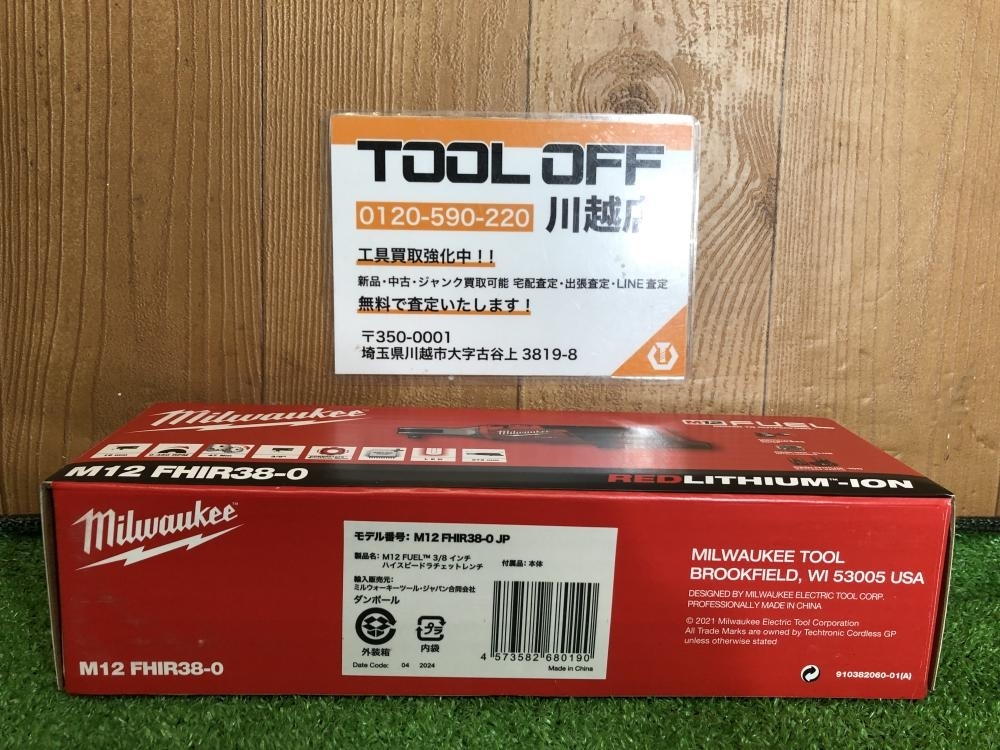 TOOL OFF
0120-590-220 川越店
工具買取強化中！！
新品・中古・ジャンク買取可能 宅配査定・出張査定・LINE査定
無料で査定いたします！
〒350-0001
埼玉県川越市大字古谷上 3819-8
Milwaukee
Milwaukee
M12 FUEL
M12 FHIR38-0
REDLITHIUM™-ION
Milwaukee™
モデル番号: M12 FHIR38-0 JP
製品名: M12 FUEL™ 3/8 インチ
ハイスピードラチェットレンチ
付属品: 本体
輸入販売元:
ミルウォーキーツール・ジャパン合同会社
ダンボール
プラ
外装箱
内袋
Date Code: 04 2024
4 573582 680190
Made in China
M12 FHIR38-0
MILWAUKEE TOOL
BROOKFIELD, WI 53005 USA
DESIGNED BY MILWAUKEE ELECTRIC TOOL CORP.
PROFESSIONALLY MADE IN CHINA
© 2021 Milwaukee Electric Tool Corporation
All Trade Marks are owned by Techtronic Cordless GP
unless otherwise stated
910382060-01(A)